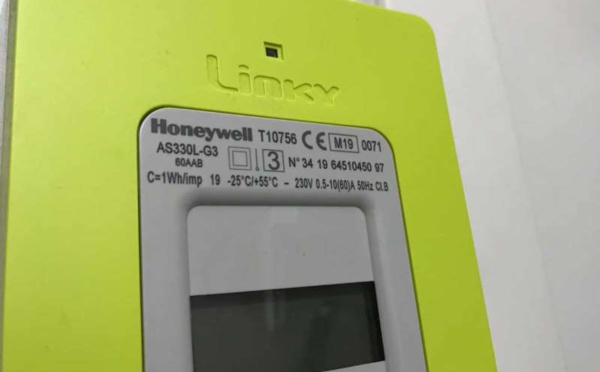 Linky
Honeywell T10756 CE M19 0071
AS330L-G3
60AAB
3 N° 34 19 64510450 97
C=1Wh/imp 19 -25°C/+55°C ~ 230V 0.5-10(60)A 50Hz Cl.B